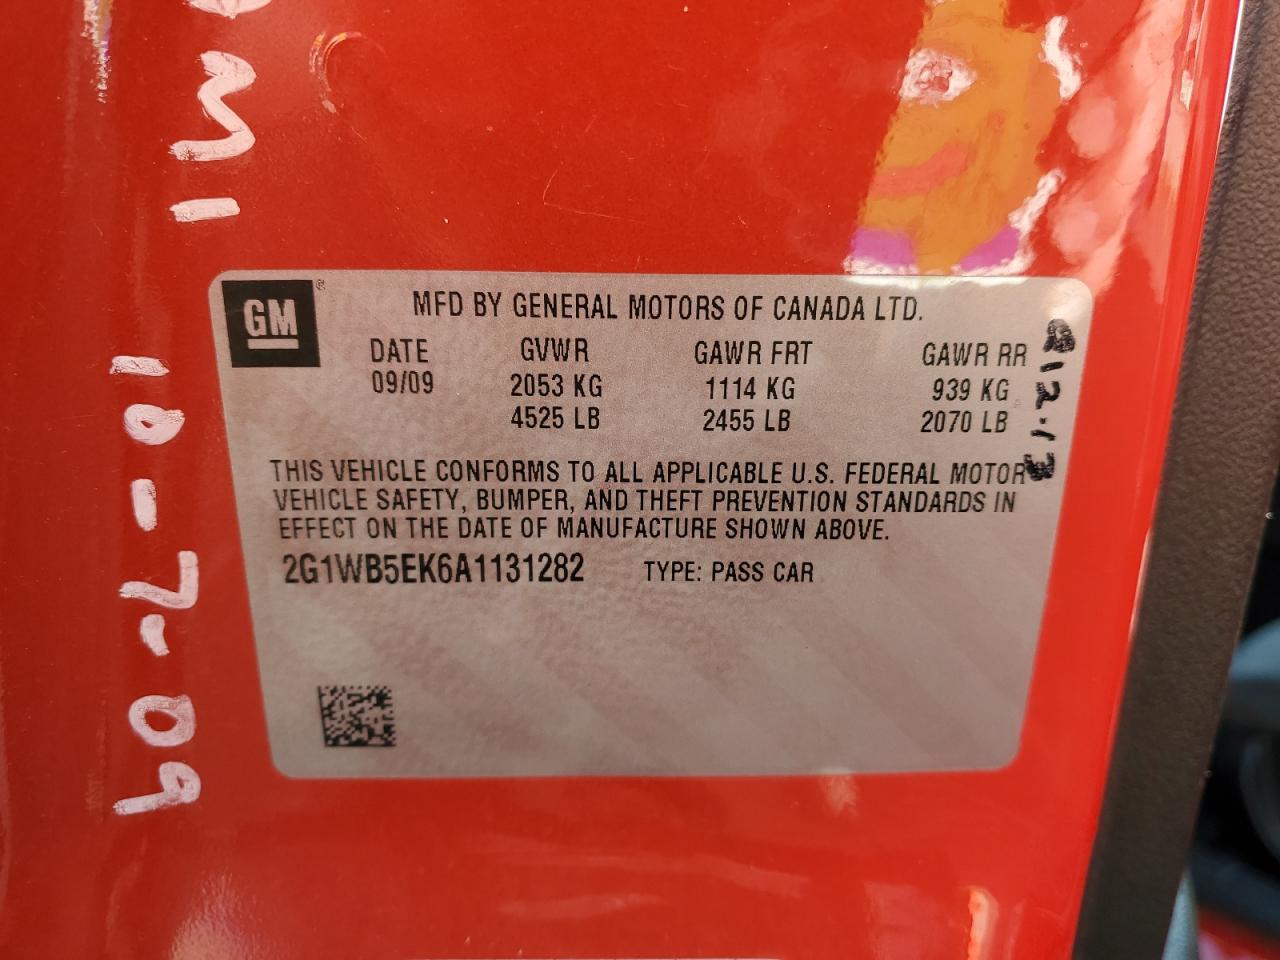 GM
MFD BY GENERAL MOTORS OF CANADA LTD.
DATE GVWR GAWR FRT GAWR RR
09/09 2053 KG 1114 KG 939 KG
4525 LB 2455 LB 2070 LB
THIS VEHICLE CONFORMS TO ALL APPLICABLE U.S. FEDERAL MOTOR
VEHICLE SAFETY, BUMPER, AND THEFT PREVENTION STANDARDS IN
EFFECT ON THE DATE OF MANUFACTURE SHOWN ABOVE.
2G1WB5EK6A1131282 TYPE: PASS CAR
10-7-09